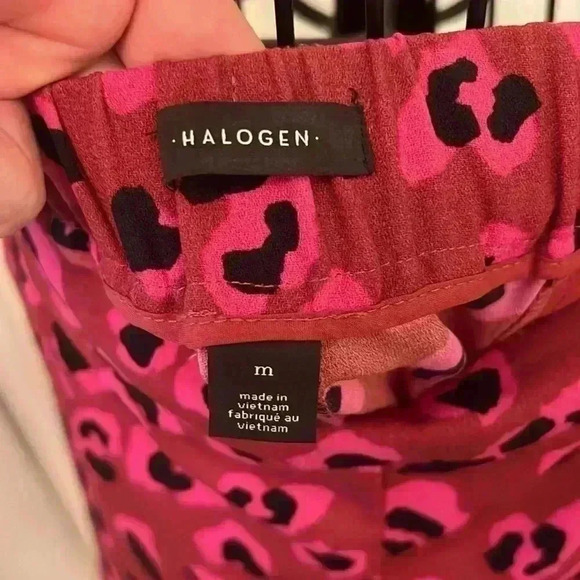 ·HALOGEN·
m
made in
vietnam
fabriqué au
vietnam